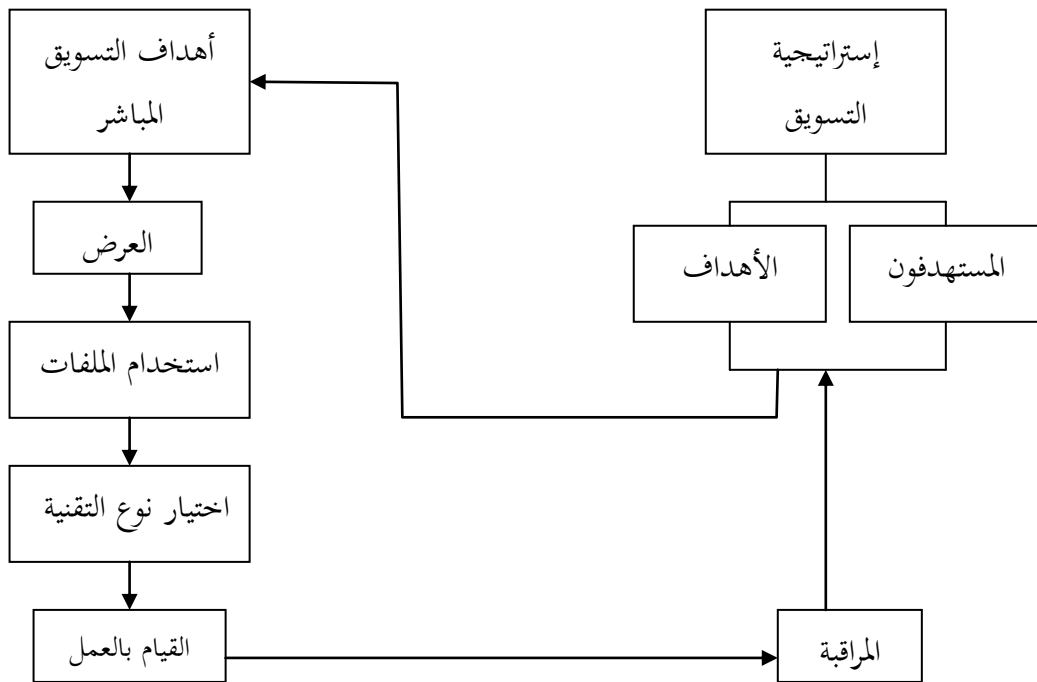 إستراتيجية
التسويق
المستهدفون
الأهداف
أهداف التسويق
المباشر
العرض
استخدام الملفات
اختيار نوع التقنية
القيام بالعمل
المراقبة